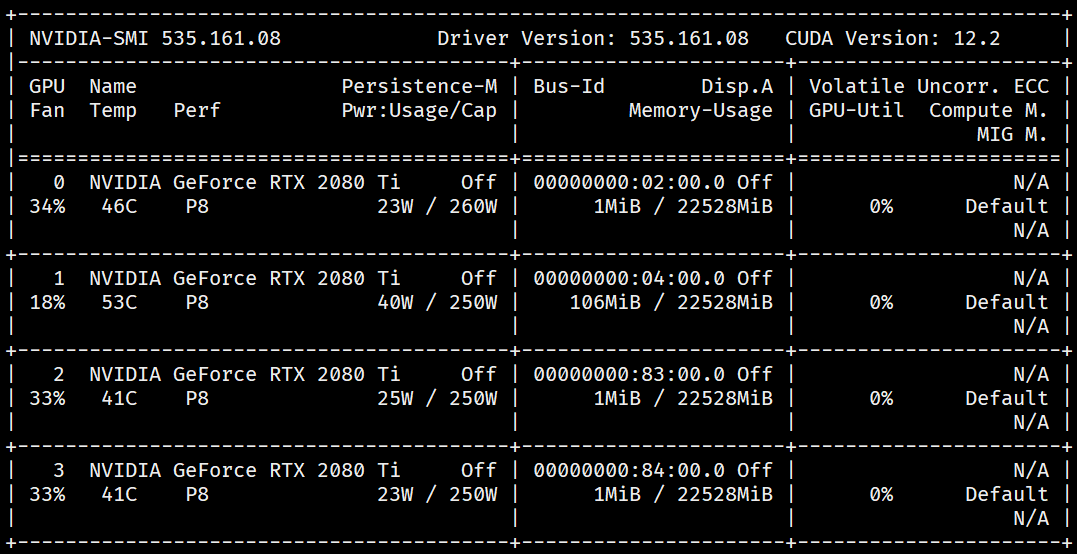 +---------------------------------------------------------------------------------------+
| NVIDIA-SMI 535.161.08             Driver Version: 535.161.08   CUDA Version: 12.2     |
|-----------------------------------------+----------------------+----------------------+
| GPU  Name                 Persistence-M | Bus-Id        Disp.A | Volatile Uncorr. ECC |
| Fan  Temp   Perf          Pwr:Usage/Cap |         Memory-Usage | GPU-Util  Compute M. |
|                                         |                      |               MIG M. |
|=========================================+======================+======================|
|   0  NVIDIA GeForce RTX 2080 Ti     Off | 00000000:02:00.0 Off |                  N/A |
| 34%   46C    P8              23W / 260W |      1MiB / 22528MiB |      0%      Default |
|                                         |                      |                  N/A |
+-----------------------------------------+----------------------+----------------------+
|   1  NVIDIA GeForce RTX 2080 Ti     Off | 00000000:04:00.0 Off |                  N/A |
| 18%   53C    P8              40W / 250W |    106MiB / 22528MiB |      0%      Default |
|                                         |                      |                  N/A |
+-----------------------------------------+----------------------+----------------------+
|   2  NVIDIA GeForce RTX 2080 Ti     Off | 00000000:83:00.0 Off |                  N/A |
| 33%   41C    P8              25W / 250W |      1MiB / 22528MiB |      0%      Default |
|                                         |                      |                  N/A |
+-----------------------------------------+----------------------+----------------------+
|   3  NVIDIA GeForce RTX 2080 Ti     Off | 00000000:84:00.0 Off |                  N/A |
| 33%   41C    P8              23W / 250W |      1MiB / 22528MiB |      0%      Default |
|                                         |                      |                  N/A |
+-----------------------------------------+----------------------+----------------------+